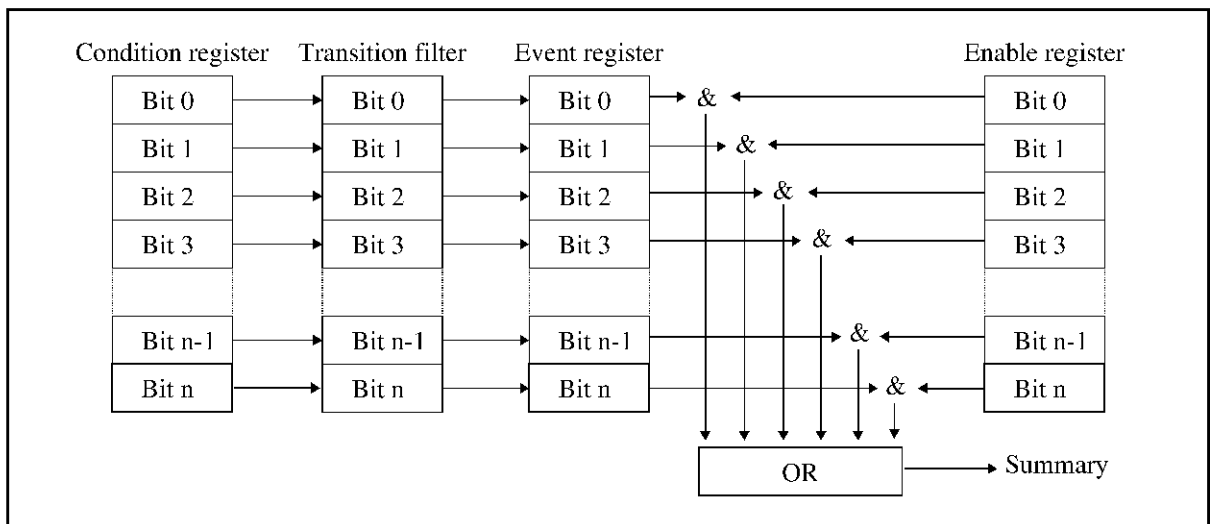 Condition register Transition filter Event register Enable register
Bit 0 Bit 0 Bit 0 & Bit 0
Bit 1 Bit 1 Bit 1 & Bit 1
Bit 2 Bit 2 Bit 2 & Bit 2
Bit 3 Bit 3 Bit 3 & Bit 3
Bit n-1 Bit n-1 Bit n-1 & Bit n-1
Bit n Bit n Bit n & Bit n
OR Summary